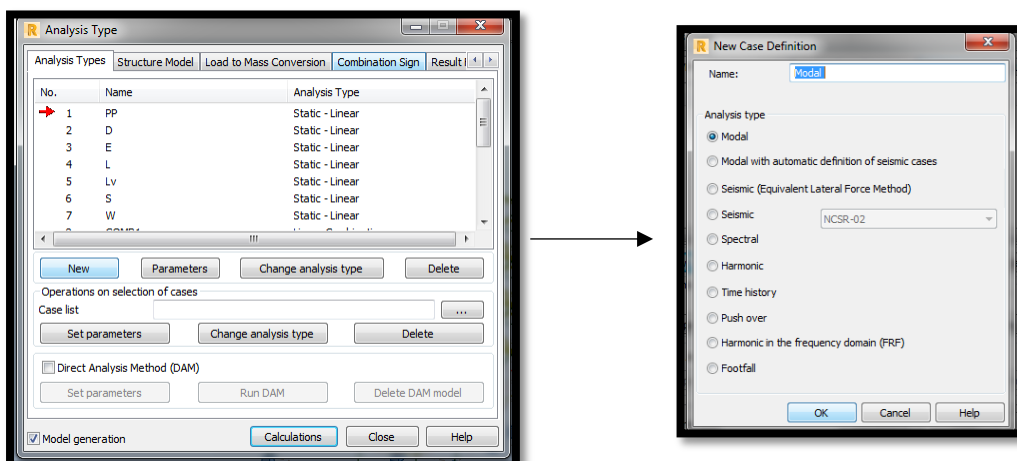 Analysis Type
Analysis Types Structure Model Load to Mass Conversion Combination Sign Result
No. Name Analysis Type
1 PP Static - Linear
2 D Static - Linear
3 E Static - Linear
4 L Static - Linear
5 Lv Static - Linear
6 S Static - Linear
7 W Static - Linear
New Parameters Change analysis type Delete
Operations on selection of cases
Case list ...
Set parameters Change analysis type Delete
Direct Analysis Method (DAM)
Set parameters Run DAM Delete DAM model
Model generation Calculations Close Help
New Case Definition
Name: Modal
Analysis type
Modal
Modal with automatic definition of seismic cases
Seismic (Equivalent Lateral Force Method)
Seismic NCSR-02
Spectral
Harmonic
Time history
Push over
Harmonic in the frequency domain (FRF)
Footfall
OK Cancel Help